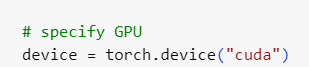 # specify GPU
device = torch.device("cuda")